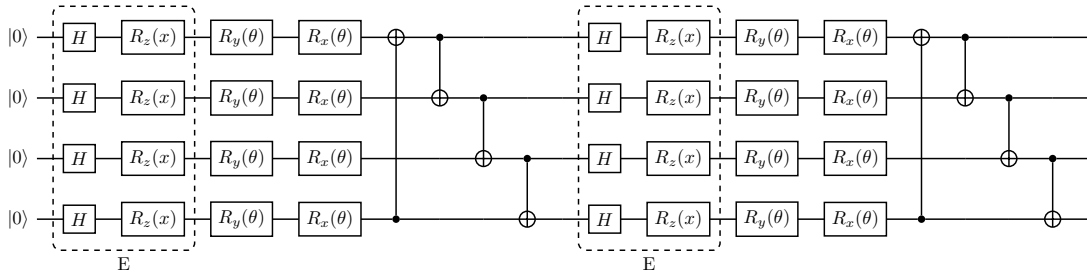 |0⟩ H R_z(x) R_y(θ) R_x(θ) H R_z(x) R_y(θ) R_x(θ)
|0⟩ H R_z(x) R_y(θ) R_x(θ) H R_z(x) R_y(θ) R_x(θ)
|0⟩ H R_z(x) R_y(θ) R_x(θ) H R_z(x) R_y(θ) R_x(θ)
|0⟩ H R_z(x) R_y(θ) R_x(θ) H R_z(x) R_y(θ) R_x(θ)
E E